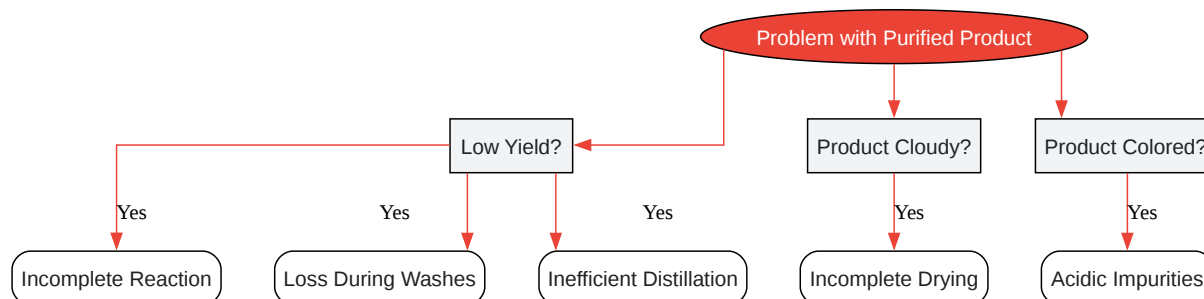 Problem with Purified Product
Low Yield?
Product Cloudy?
Product Colored?
Yes
Yes
Yes
Yes
Yes
Incomplete Reaction
Loss During Washes
Inefficient Distillation
Incomplete Drying
Acidic Impurities